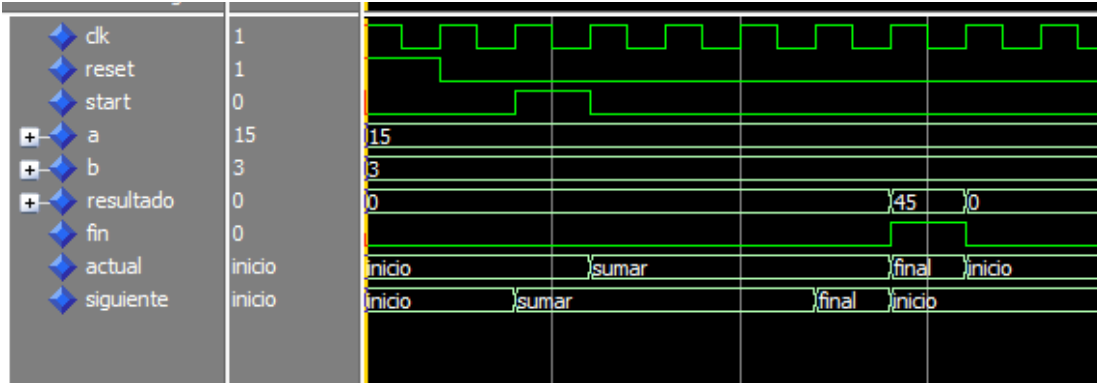 clk 1
reset 1
start 0
a 15 15
b 3 3
resultado 0 0 45 0
fin 0
actual inicio inicio sumar final inicio
siguiente inicio inicio sumar final inicio